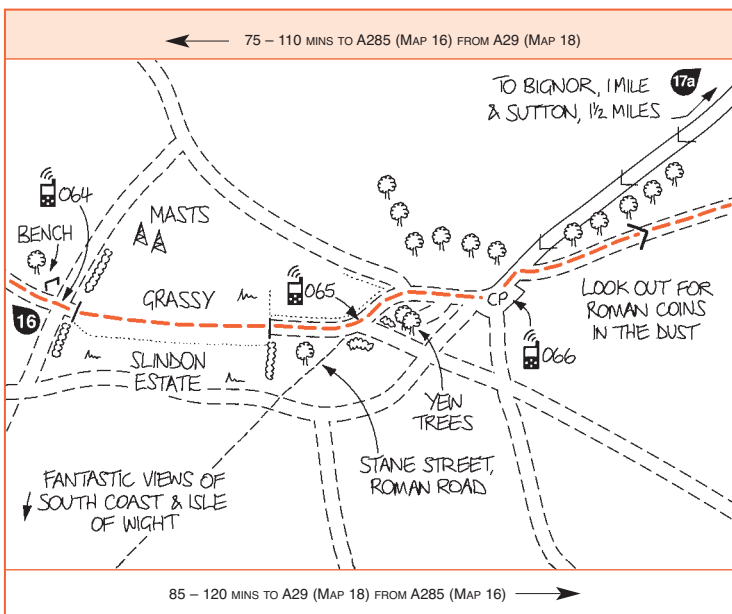 75 – 110 MINS TO A285 (MAP 16) FROM A29 (MAP 18)
TO BIGNOR, 1 MILE
& SUTTON, 1½ MILES
17a
064
MASTS
BENCH
GRASSY
065
16
SLINDON
ESTATE
CP
LOOK OUT FOR
ROMAN COINS
IN THE DUST
066
YEW
TREES
STANE STREET,
ROMAN ROAD
FANTASTIC VIEWS OF
SOUTH COAST & ISLE
OF WIGHT
85 – 120 MINS TO A29 (MAP 18) FROM A285 (MAP 16)